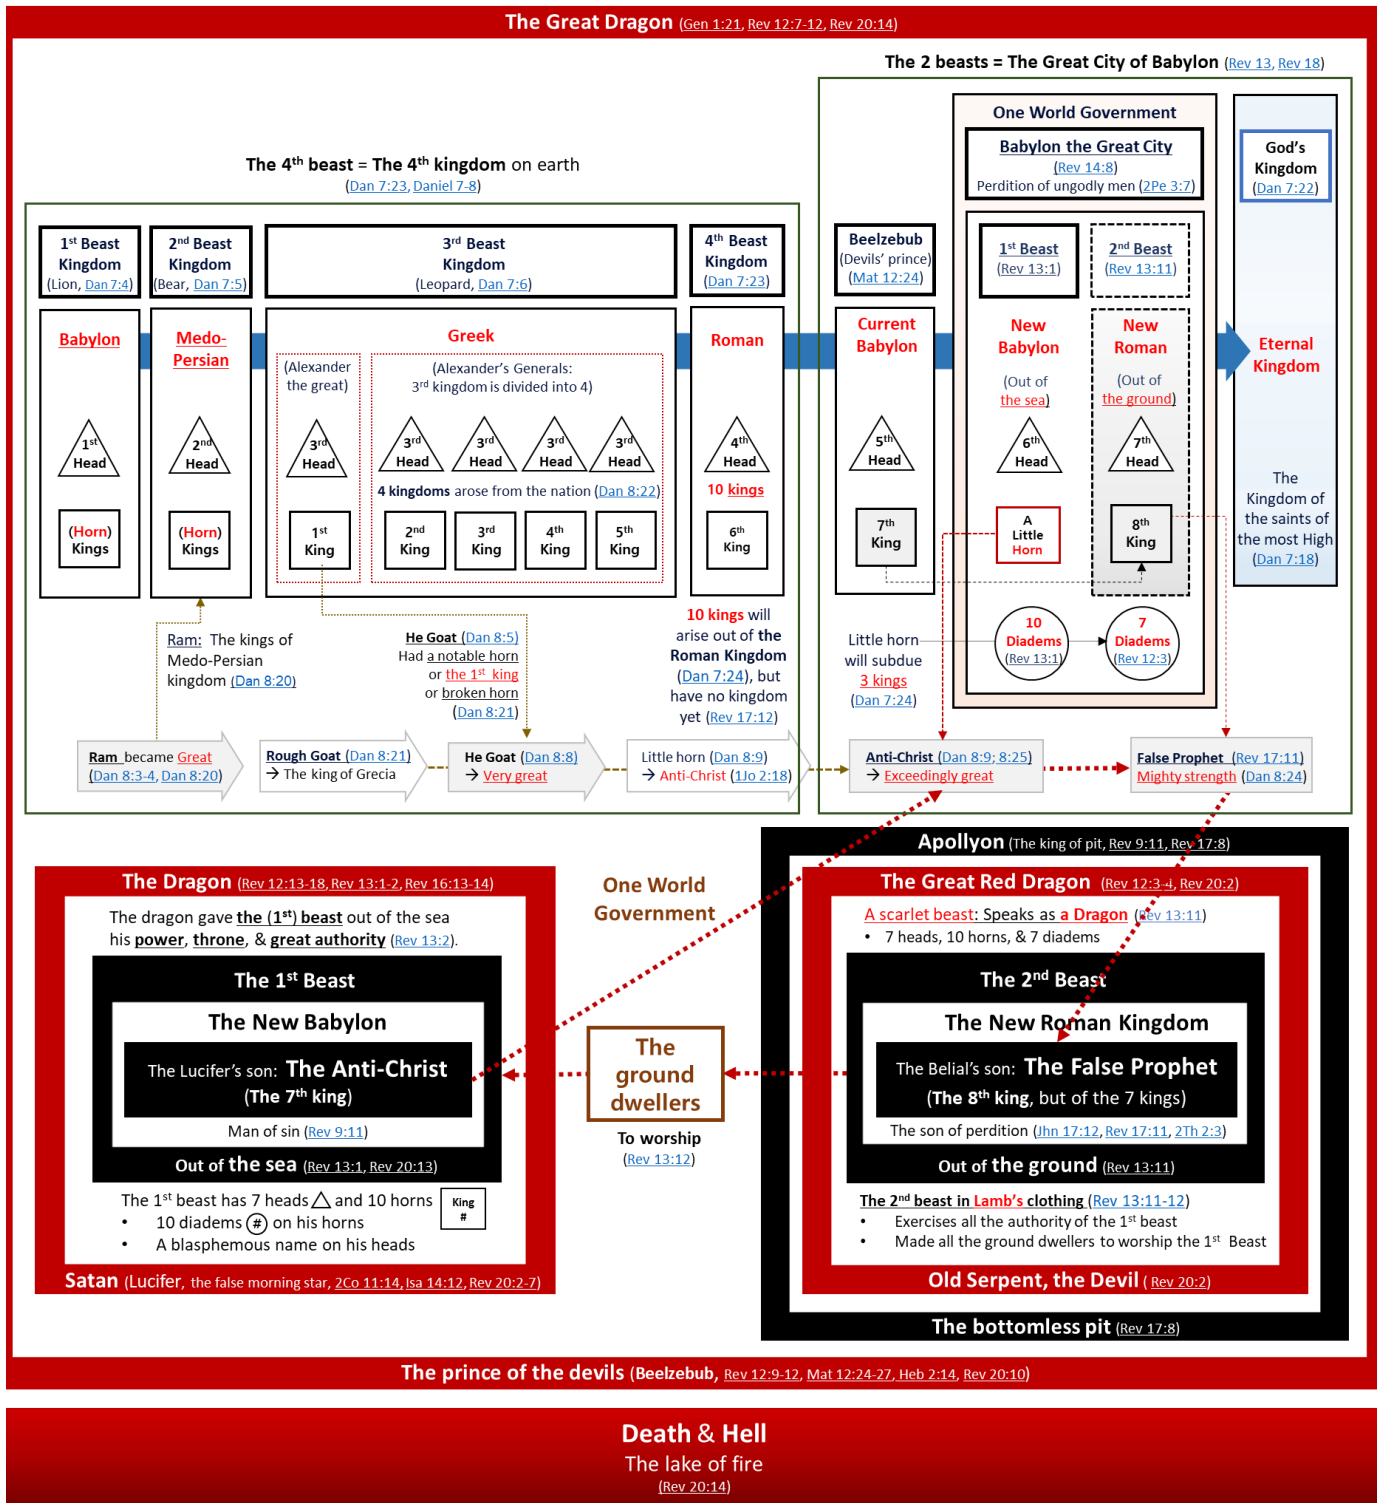 The Great Dragon (Gen 1:21, Rev 12:7-12, Rev 20:14)
The 2 beasts = The Great City of Babylon (Rev 13, Rev 18)
The 4th beast = The 4th kingdom on earth
(Dan 7:23, Daniel 7-8)
1st Beast
Kingdom
(Lion, Dan 7:4)
2nd Beast
Kingdom
(Bear, Dan 7:5)
3rd Beast
Kingdom
(Leopard, Dan 7:6)
4th Beast
Kingdom
(Dan 7:23)
Beelzebub
(Devils' prince)
(Mat 12:24)
One World Government
Babylon the Great City
(Rev 14:8)
Perdition of ungodly men (2Pe 3:7)
1st Beast
(Rev 13:1)
2nd Beast
(Rev 13:11)
God's
Kingdom
(Dan 7:22)
Babylon
1st
Head
(Horn)
Kings
Medo-
Persian
2nd
Head
(Horn)
Kings
Greek
(Alexander
the great)
3rd
Head
1st
King
(Alexander's Generals:
3rd kingdom is divided into 4)
3rd
Head
3rd
Head
3rd
Head
3rd
Head
4 kingdoms arose from the nation (Dan 8:22)
2nd
King
3rd
King
4th
King
5th
King
Roman
4th
Head
10 kings
6th
King
Current
Babylon
5th
Head
7th
King
New
Babylon
(Out of
the sea)
6th
Head
A
Little
Horn
10
Diadems
(Rev 13:1)
New
Roman
(Out of
the ground)
7th
Head
8th
King
7
Diadems
(Rev 12:3)
Eternal
Kingdom
The
Kingdom of
the saints of
the most High
(Dan 7:18)
Ram: The kings of
Medo-Persian
kingdom (Dan 8:20)
He Goat (Dan 8:5)
Had a notable horn
or the 1st king
or broken horn
(Dan 8:21)
10 kings will
arise out of the
Roman Kingdom
(Dan 7:24), but
have no kingdom
yet (Rev 17:12)
Little horn
will subdue
3 kings
(Dan 7:24)
Ram became Great
(Dan 8:3-4, Dan 8:20)
Rough Goat (Dan 8:21)
→ The king of Grecia
He Goat (Dan 8:8)
→ Very great
Little horn (Dan 8:9)
→ Anti-Christ (1Jo 2:18)
Anti-Christ (Dan 8:9; 8:25)
→ Exceedingly great
False Prophet (Rev 17:11)
Mighty strength (Dan 8:24)
The Dragon (Rev 12:13-18, Rev 13:1-2, Rev 16:13-14)
The dragon gave the (1st) beast out of the sea
his power, throne, & great authority (Rev 13:2).
The 1st Beast
The New Babylon
The Lucifer's son: The Anti-Christ
(The 7th king)
Man of sin (Rev 9:11)
Out of the sea (Rev 13:1, Rev 20:13)
The 1st beast has 7 heads and 10 horns
King
#
• 10 diadems # on his horns
• A blasphemous name on his heads
Satan (Lucifer, the false morning star, 2Co 11:14, Isa 14:12, Rev 20:2-7)
One World
Government
The
ground
dwellers
To worship
(Rev 13:12)
Apollyon (The king of pit, Rev 9:11, Rev 17:8)
The Great Red Dragon (Rev 12:3-4, Rev 20:2)
A scarlet beast: Speaks as a Dragon (Rev 13:11)
• 7 heads, 10 horns, & 7 diadems
The 2nd Beast
The New Roman Kingdom
The Belial's son: The False Prophet
(The 8th king, but of the 7 kings)
The son of perdition (Jhn 17:12, Rev 17:11, 2Th 2:3)
Out of the ground (Rev 13:11)
The 2nd beast in Lamb's clothing (Rev 13:11-12)
• Exercises all the authority of the 1st beast
• Made all the ground dwellers to worship the 1st Beast
Old Serpent, the Devil ( Rev 20:2)
The bottomless pit (Rev 17:8)
The prince of the devils (Beelzebub, Rev 12:9-12, Mat 12:24-27, Heb 2:14, Rev 20:10)
Death & Hell
The lake of fire
(Rev 20:14)